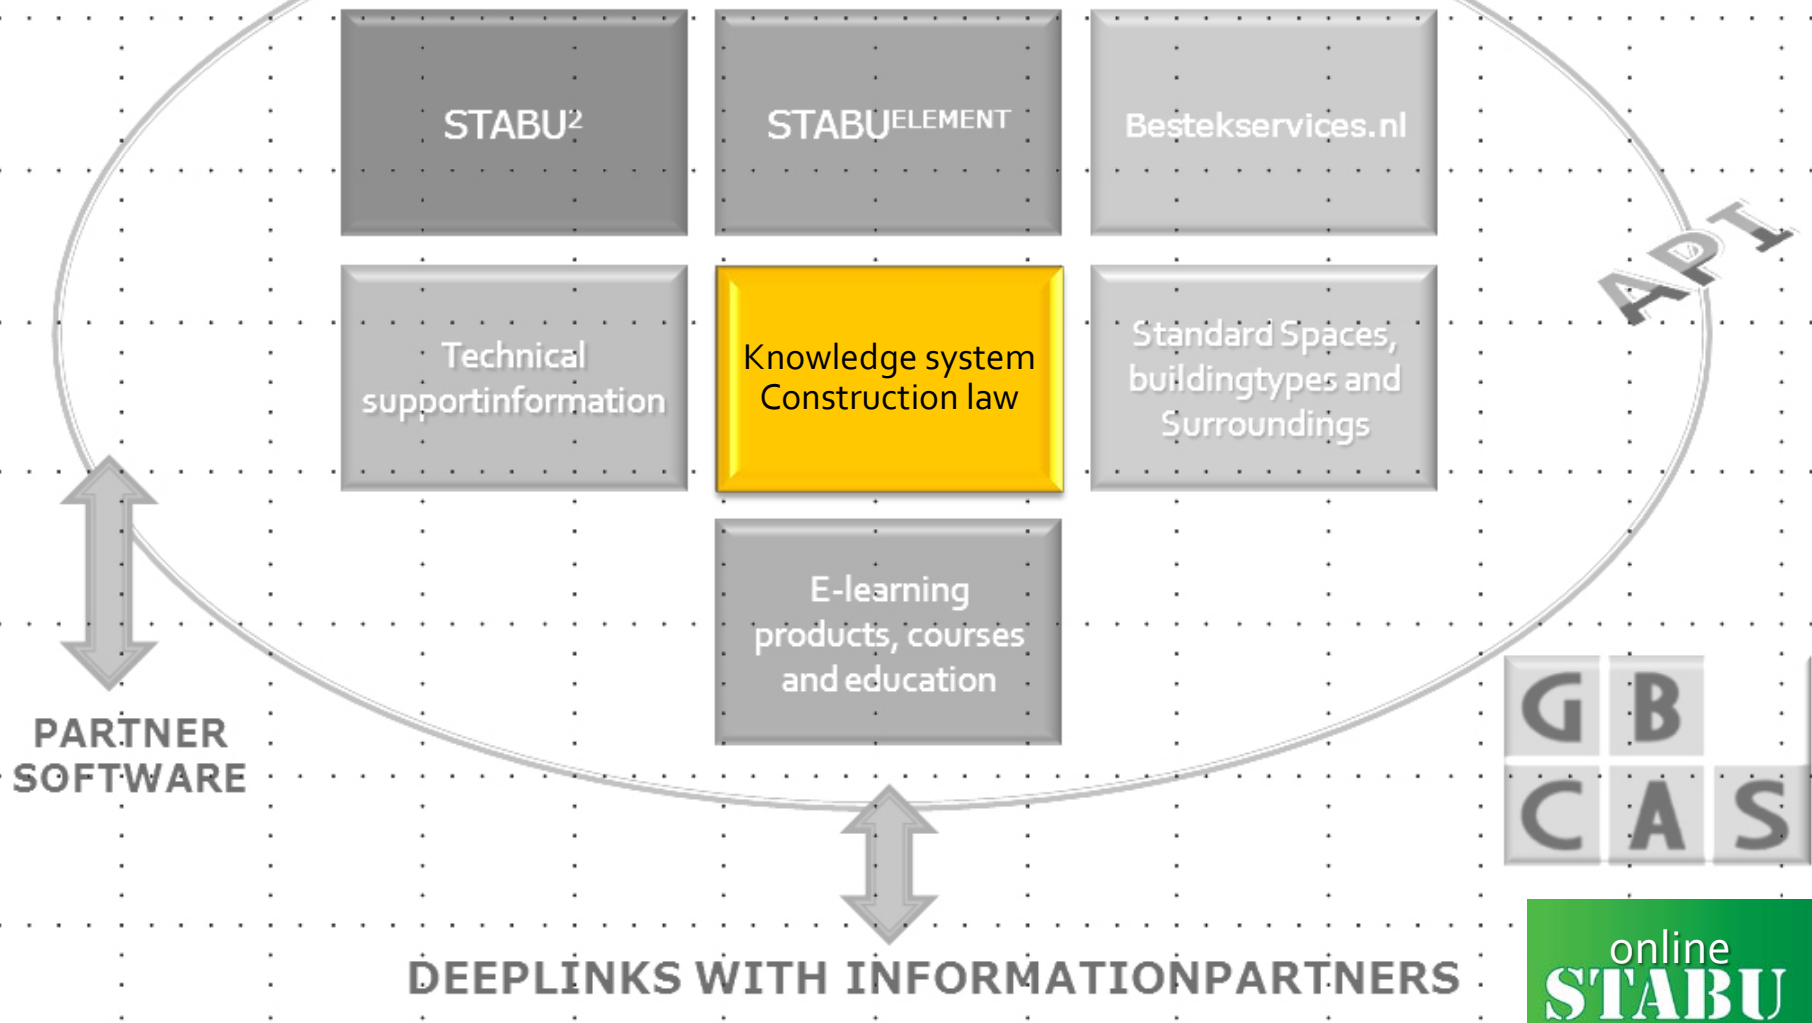 STABU²
STABUᴱᴸᴱᴹᴱᴺᵀ
Bestekservices.nl
API
Technical
supportinformation
Knowledge system
Construction law
Standard Spaces,
buildingtypes and
Surroundings
E-learning
products, courses
and education
PARTNER
SOFTWARE
G B
C A S
DEEPLINKS WITH INFORMATIONPARTNERS
online
STABU